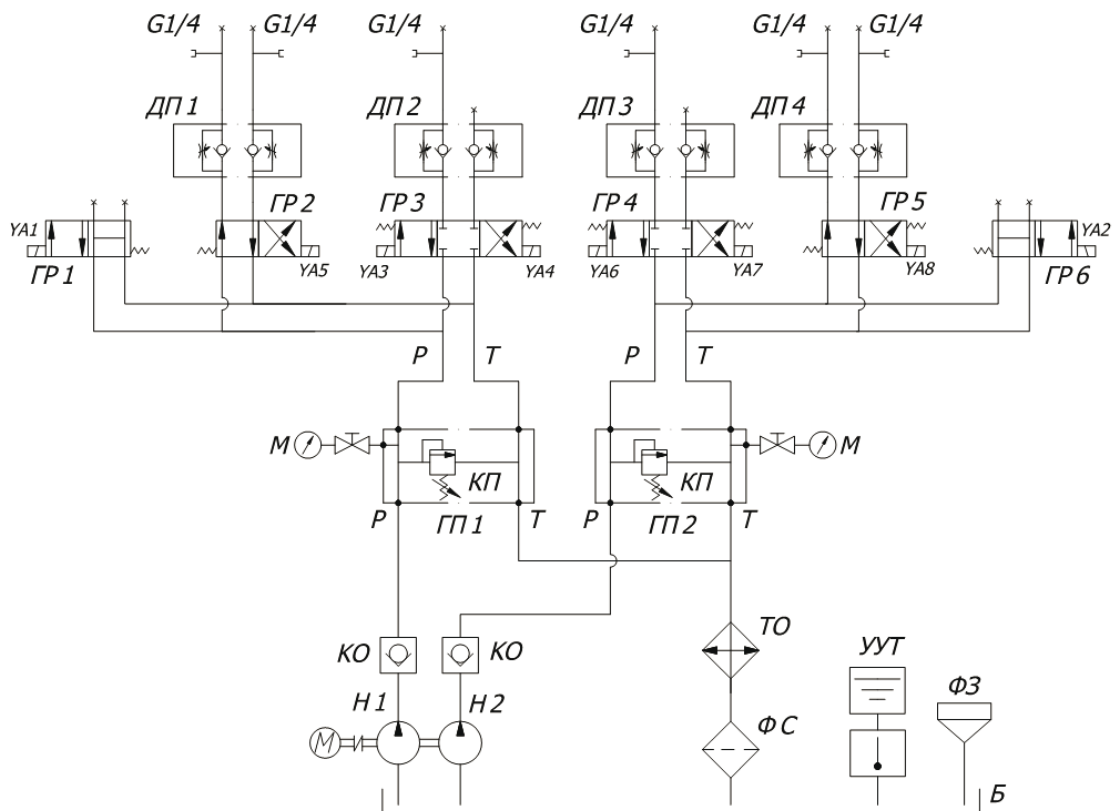 G1/4 G1/4 G1/4 G1/4 G1/4 G1/4
ДП 1 ДП 2 ДП 3 ДП 4
YA1 ГР 2 ГР 3 ГР 4 ГР 5 YA2
ГР 1 YA5 YA3 YA4 YA6 YA7 YA8 ГР 6
P T P T
М КП КП М
P ГП 1 T P ГП 2 T
КО КО ТО УУТ
Н 1 Н 2 ФЗ
М ФС Б